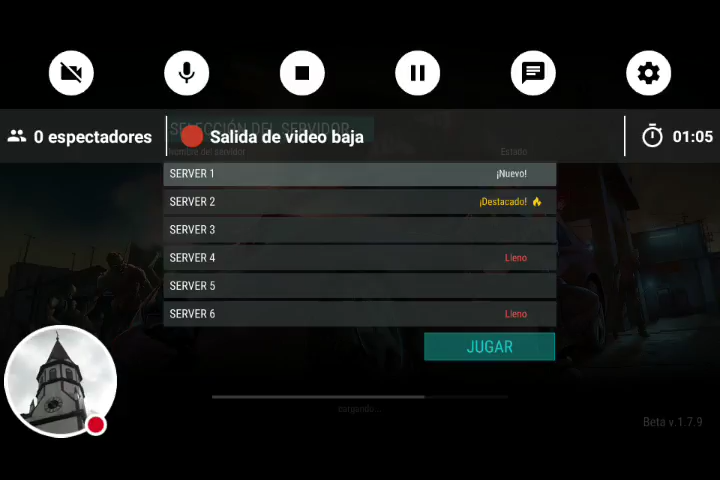 0 espectadores
Salida de video baja
01:05
SELECCIÓN DEL SERVIDOR
Nombre del servidor Estado
SERVER 1 ¡Nuevo!
SERVER 2 ¡Destacado!
SERVER 3
SERVER 4 Lleno
SERVER 5
SERVER 6 Lleno
JUGAR
cargando...
Beta v.1.7.9